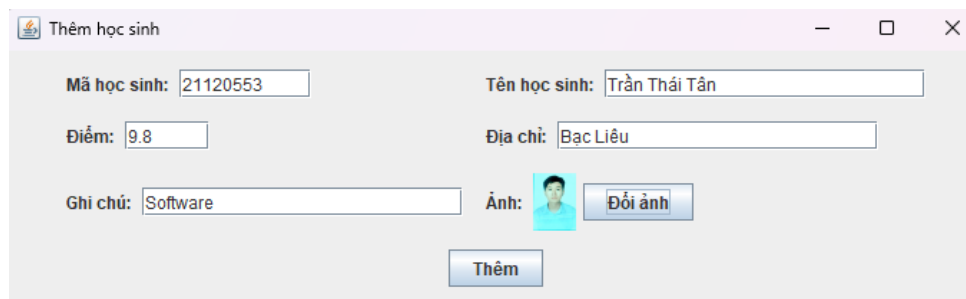 Thêm học sinh
Mã học sinh: 21120553 Tên học sinh: Trần Thái Tân
Điểm: 9.8 Địa chỉ: Bạc Liêu
Ghi chú: Software Ảnh: Đổi ảnh
Thêm